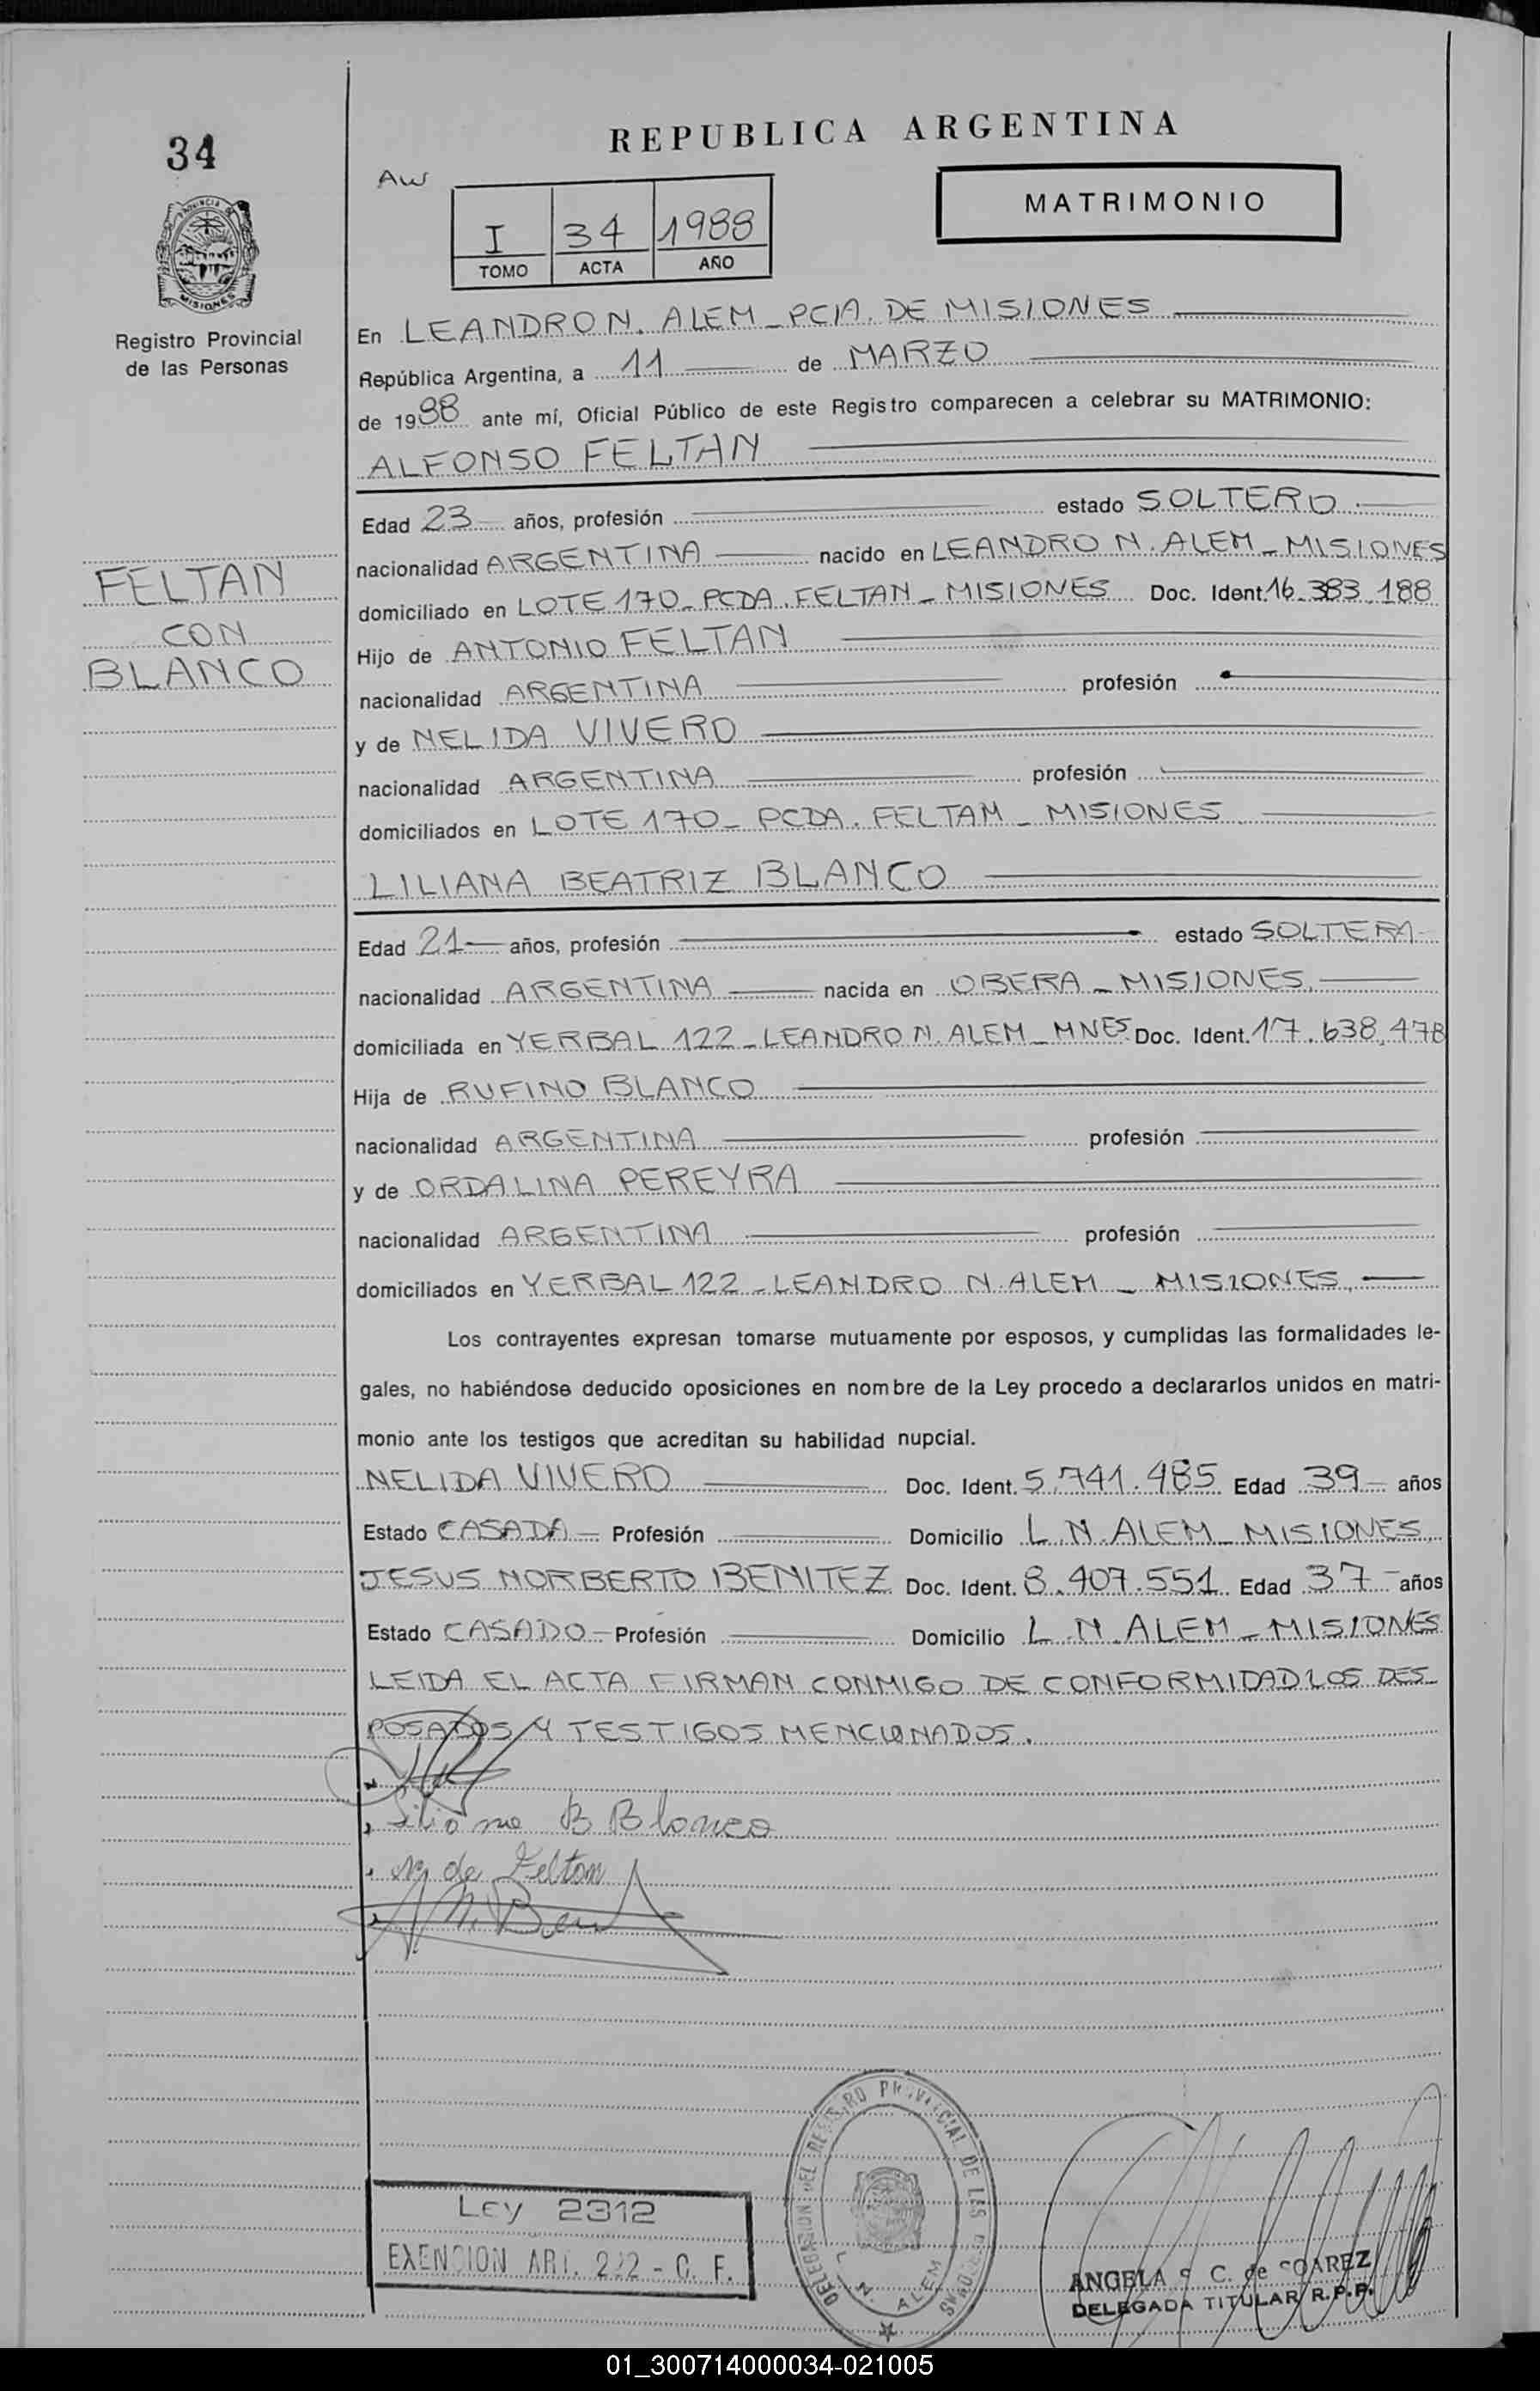 34
REPUBLICA ARGENTINA
AW
MATRIMONIO
I 34 1988
TOMO ACTA AÑO
PROVINCIA DE
MISIONES
Registro Provincial
de las Personas
En LEANDRO N. ALEM - PCIA. DE MISIONES
República Argentina, a 11 de MARZO
de 1988 ante mí, Oficial Público de este Registro comparecen a celebrar su MATRIMONIO:
ALFONSO FELTAN
Edad 23 años, profesión estado SOLTERO
FELTAN
CON
BLANCO
nacionalidad ARGENTINA nacido en LEANDRO N. ALEM - MISIONES
domiciliado en LOTE 170 - PCDA. FELTAN - MISIONES Doc. Ident. 16.383.188
Hijo de ANTONIO FELTAN
nacionalidad ARGENTINA profesión
y de NELIDA VIVERO
nacionalidad ARGENTINA profesión
domiciliados en LOTE 170 - PCDA. FELTAM - MISIONES
LILIANA BEATRIZ BLANCO
Edad 21 años, profesión estado SOLTERA
nacionalidad ARGENTINA nacida en OBERA - MISIONES
domiciliada en YERBAL 122 - LEANDRO N. ALEM - MNES Doc. Ident. 17.638.478
Hija de RUFINO BLANCO
nacionalidad ARGENTINA profesión
y de ORDALINA PEREYRA
nacionalidad ARGENTINA profesión
domiciliados en YERBAL 122 - LEANDRO N. ALEM - MISIONES
Los contrayentes expresan tomarse mutuamente por esposos, y cumplidas las formalidades le-
gales, no habiéndose deducido oposiciones en nombre de la Ley procedo a declararlos unidos en matri-
monio ante los testigos que acreditan su habilidad nupcial.
NELIDA VIVERO Doc. Ident. 5.741.485 Edad 39 años
Estado CASADA Profesión Domicilio L.N. ALEM - MISIONES
JESUS NORBERTO BENITEZ Doc. Ident. 8.407.551 Edad 37 años
Estado CASADO Profesión Domicilio L.N. ALEM - MISIONES
LEIDA EL ACTA FIRMAN CONMIGO DE CONFORMIDAD LOS DES
POSADOS Y TESTIGOS MENCIONADOS.
Liliana B Blanco
N de Feltan
DELEGACION DEL REGISTRO PROVINCIAL DE LAS PERSONAS
L. N. ALEM
Ley 2312
EXENCION ART. 222 - C. F.
ANGELA S. C. de SOAREZ
DELEGADA TITULAR R.P.P.
01_300714000034-021005